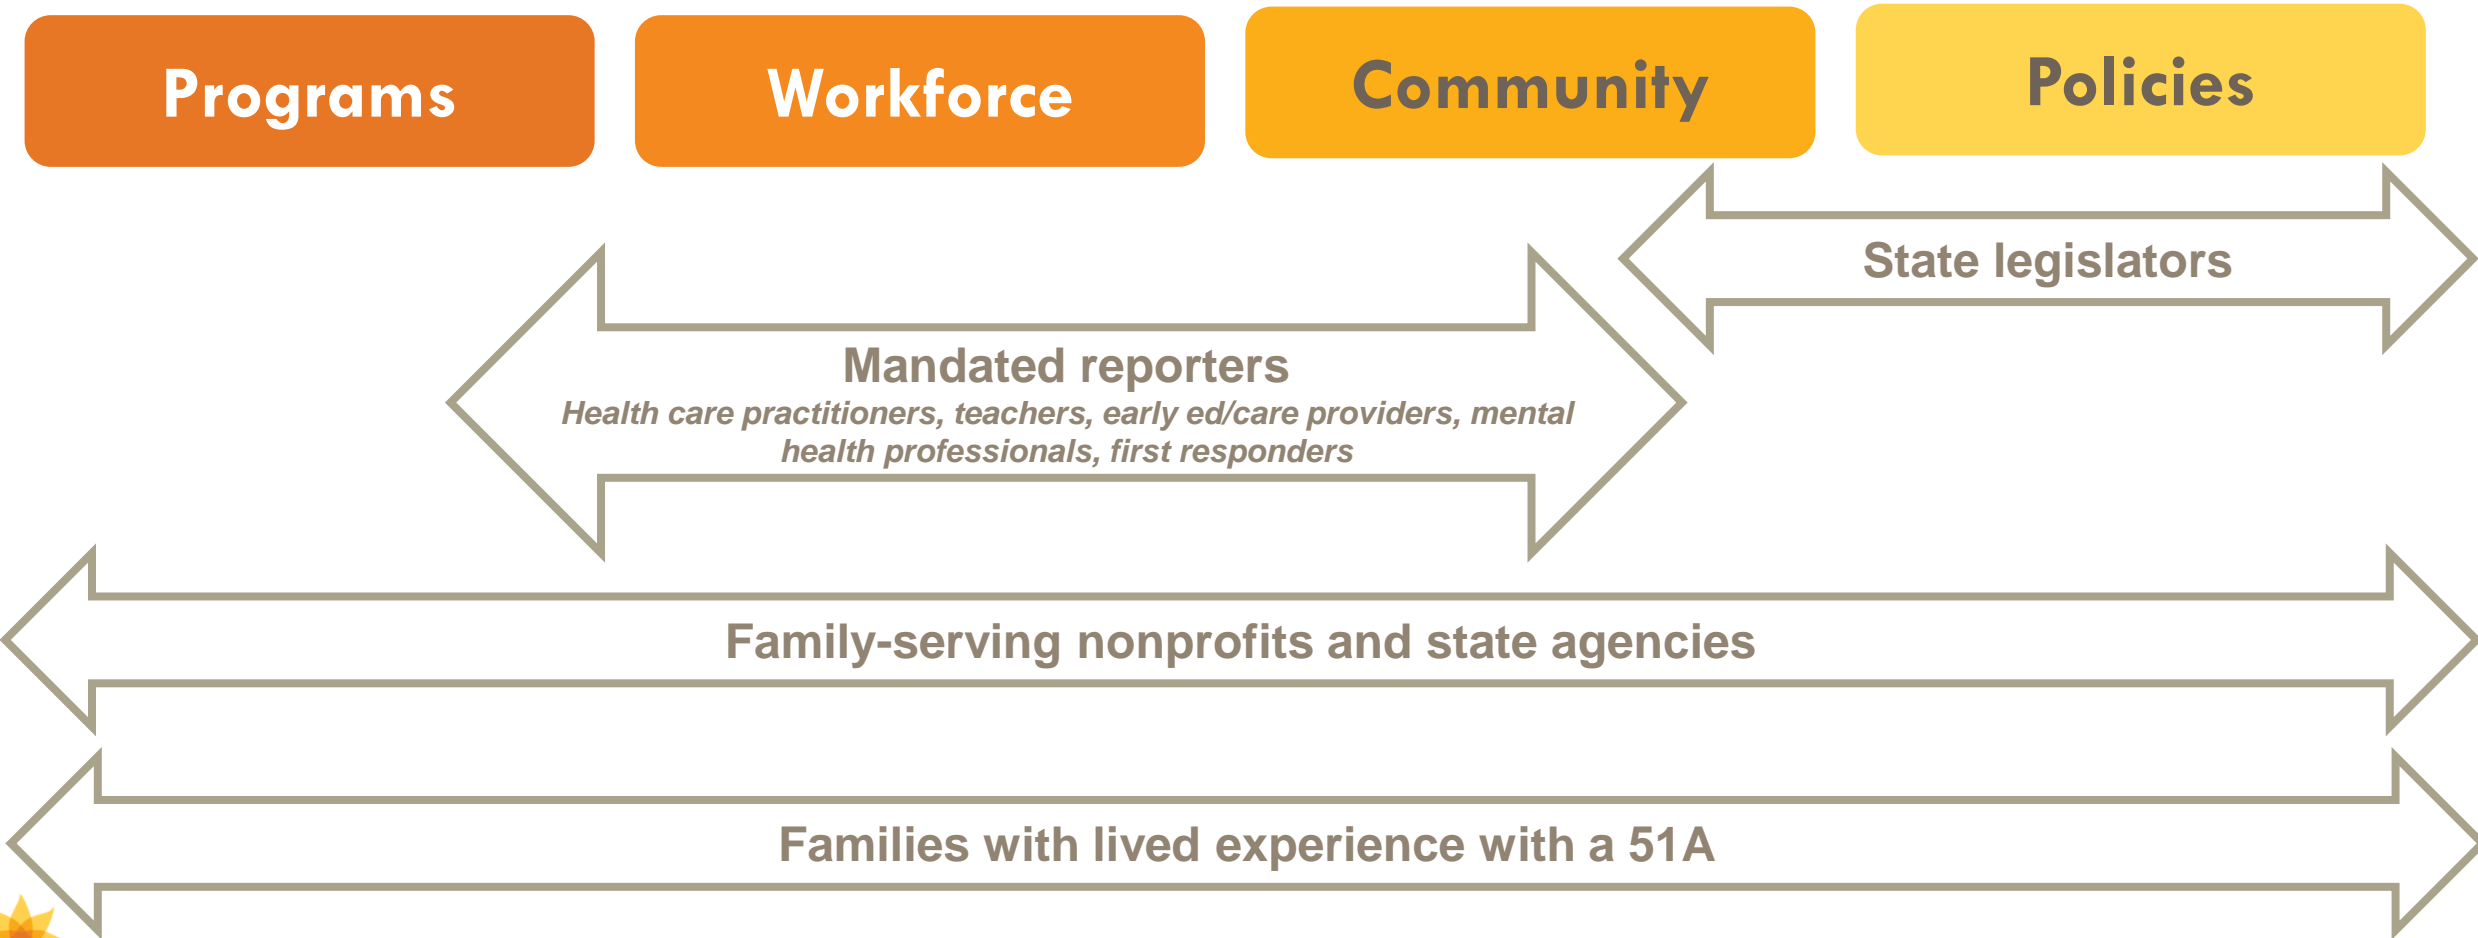 Programs
Workforce
Community
Policies
State legislators
Mandated reporters
Health care practitioners, teachers, early ed/care providers, mental
health professionals, first responders
Family-serving nonprofits and state agencies
Families with lived experience with a 51A